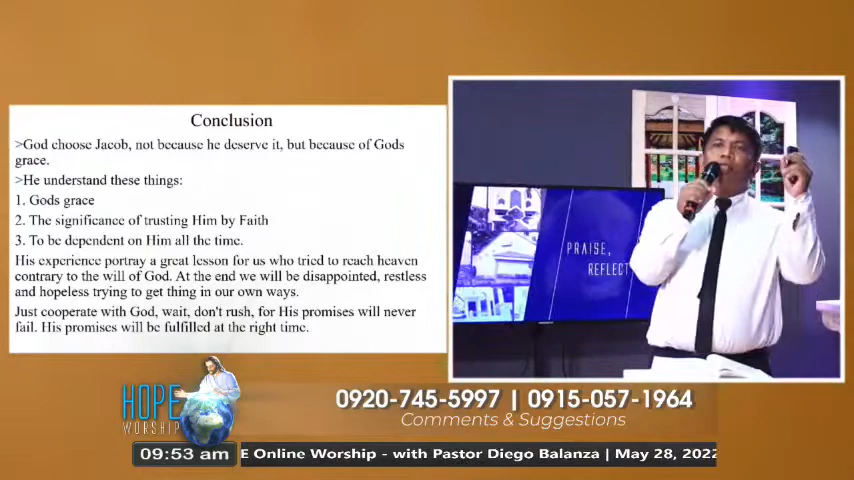 Conclusion
>God choose Jacob, not because he deserve it, but because of Gods
grace.
>He understand these things:
1. Gods grace
2. The significance of trusting Him by Faith
3. To be dependent on Him all the time.
His experience portray a great lesson for us who tried to reach heaven
contrary to the will of God. At the end we will be disappointed, restless
and hopeless trying to get thing in our own ways.
Just cooperate with God, wait, don't rush, for His promises will never
fail. His promises will be fulfilled at the right time.
PRAISE,
REFLECT
HOPE
WORSHIP
0920-745-5997 | 0915-057-1964
Comments & Suggestions
09:53 am
E Online Worship - with Pastor Diego Balanza | May 28, 2022